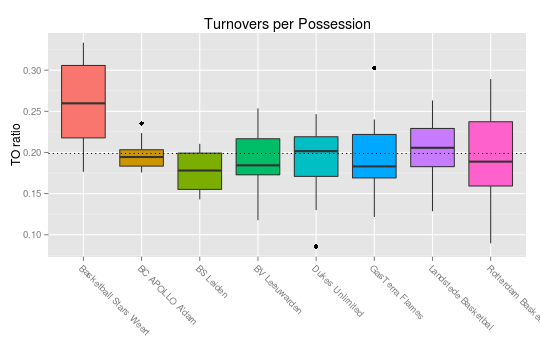 Turnovers per Possession
TO ratio
0.30
0.25
0.20
0.15
0.10
Basketball Stars Weert
BC APOLLO A'dam
BS Leiden
BV Leeuwarden
Dukes Unlimited
GasTerra Flames
Landstede Basketbal
Rotterdam Baske